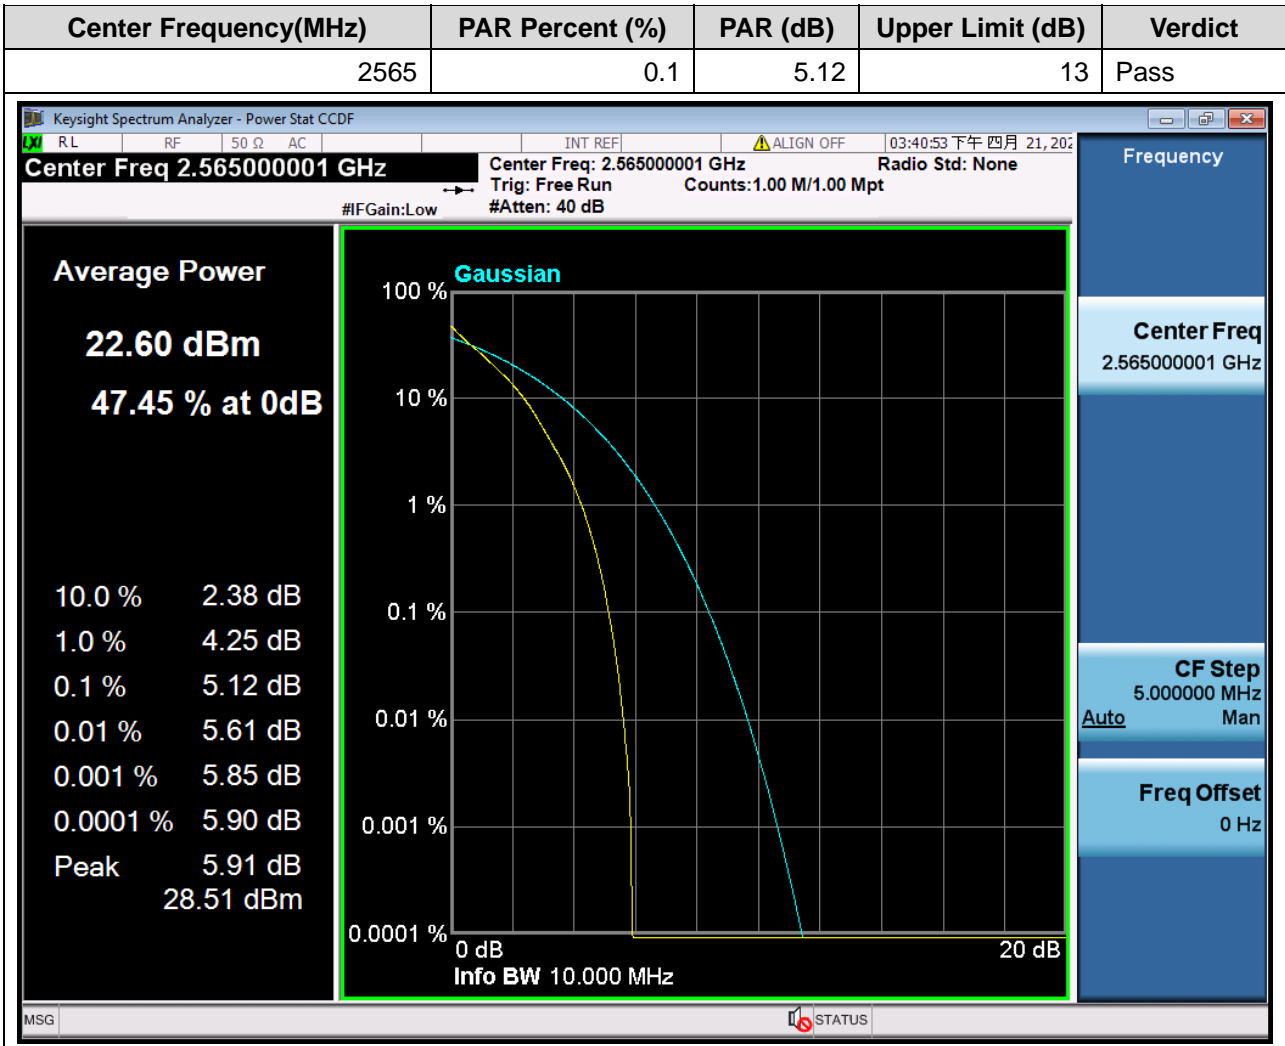 Center Frequency(MHz) PAR Percent (%) PAR (dB) Upper Limit (dB) Verdict
2565 0.1 5.12 13 Pass
Keysight Spectrum Analyzer - Power Stat CCDF
LXI RL RF 50 Ω AC INT REF ALIGN OFF 03:40:53 下午 四月 21, 202
Center Freq 2.565000001 GHz
Center Freq: 2.565000001 GHz Radio Std: None
Trig: Free Run Counts:1.00 M/1.00 Mpt
#IFGain:Low #Atten: 40 dB
Average Power
22.60 dBm
47.45 % at 0dB
10.0 % 2.38 dB
1.0 % 4.25 dB
0.1 % 5.12 dB
0.01 % 5.61 dB
0.001 % 5.85 dB
0.0001 % 5.90 dB
Peak 5.91 dB
28.51 dBm
Gaussian
100 %
10 %
1 %
0.1 %
0.01 %
0.001 %
0.0001 %
0 dB 20 dB
Info BW 10.000 MHz
Frequency
Center Freq
2.565000001 GHz
CF Step
5.000000 MHz
Auto Man
Freq Offset
0 Hz
MSG STATUS